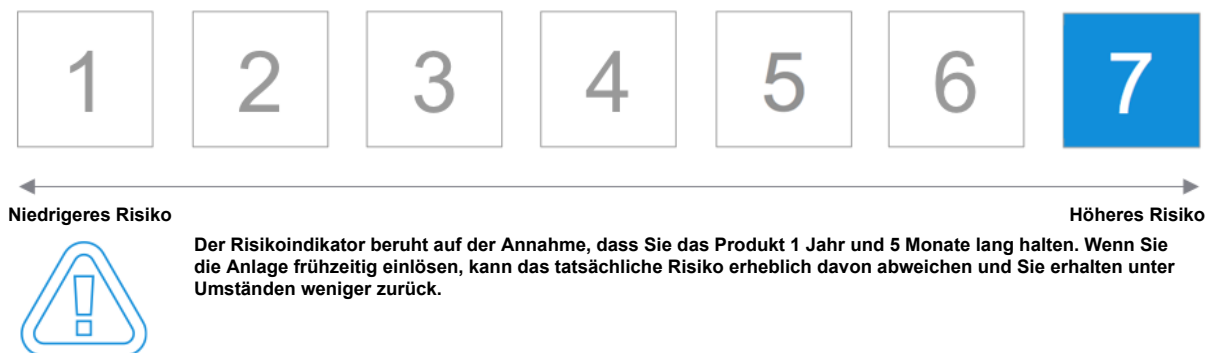 1 2 3 4 5 6 7
Niedrigeres Risiko Höheres Risiko
Der Risikoindikator beruht auf der Annahme, dass Sie das Produkt 1 Jahr und 5 Monate lang halten. Wenn Sie
die Anlage frühzeitig einlösen, kann das tatsächliche Risiko erheblich davon abweichen und Sie erhalten unter
Umständen weniger zurück.